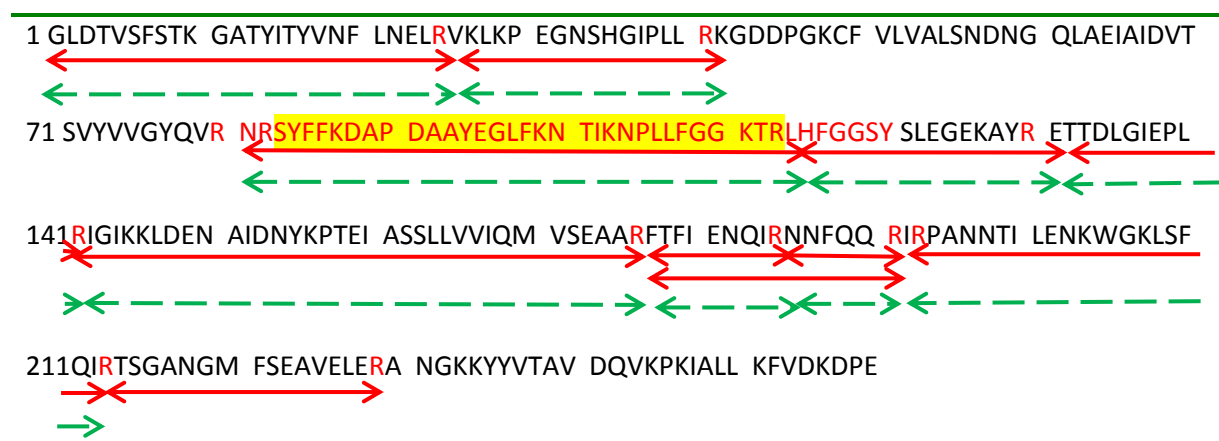 1 GLDTVSFSTK GATYITYVNF LNELRVKLKP EGNSHGIPLL RKGDDPGKCF VLVALSNDNG QLAEIAIDVT
71 SVYVVGYQVR NRSYFFKDAP DAAYEGLFKN TIKNPLLFGG KTRLHFGGSY SLEGEKAYR ETTDLGIEPL
141RIGIKKLDEN AIDNYKPTEI ASSLLVVIQM VSEAARFTFI ENQIRNNFQQ RIRPANNTI LENKWGKLSF
211QIRTSGANGM FSEAVELERA NGKKYYVTAV DQVKPKIALL KFVDKDPE